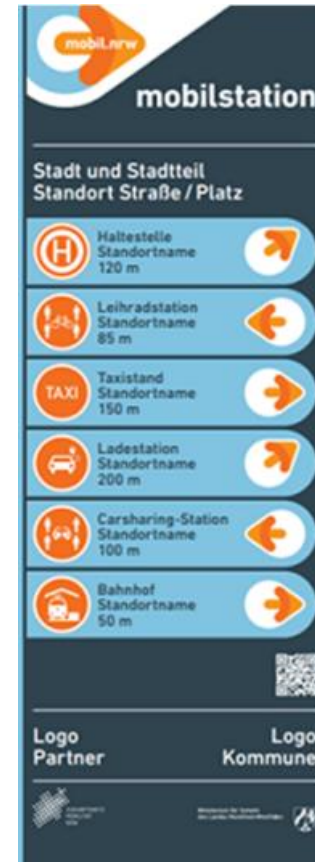 mobil.nrw
mobilstation
Stadt und Stadtteil
Standort Straße / Platz
H
Haltestelle
Standortname
120 m
Leihradstation
Standortname
85 m
TAXI
Taxistand
Standortname
150 m
Ladestation
Standortname
200 m
Carsharing-Station
Standortname
100 m
Bahnhof
Standortname
50 m
Logo
Partner
Logo
Kommune